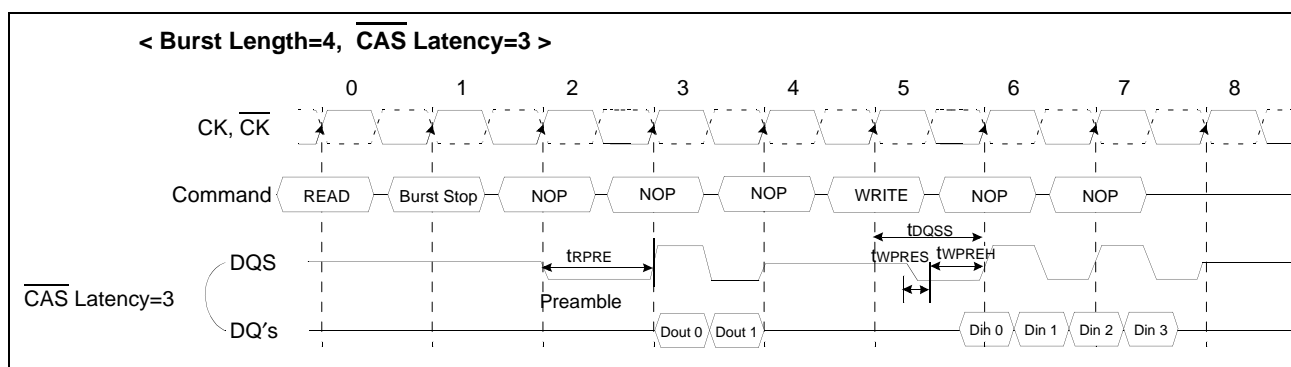 < Burst Length=4, CAS Latency=3 >
0 1 2 3 4 5 6 7 8
CK, CK
Command READ Burst Stop NOP NOP NOP WRITE NOP NOP
tDQSS
DQS tRPRE tWPRES tWPREH
CAS Latency=3
Preamble
DQ's Dout 0 Dout 1 Din 0 Din 1 Din 2 Din 3